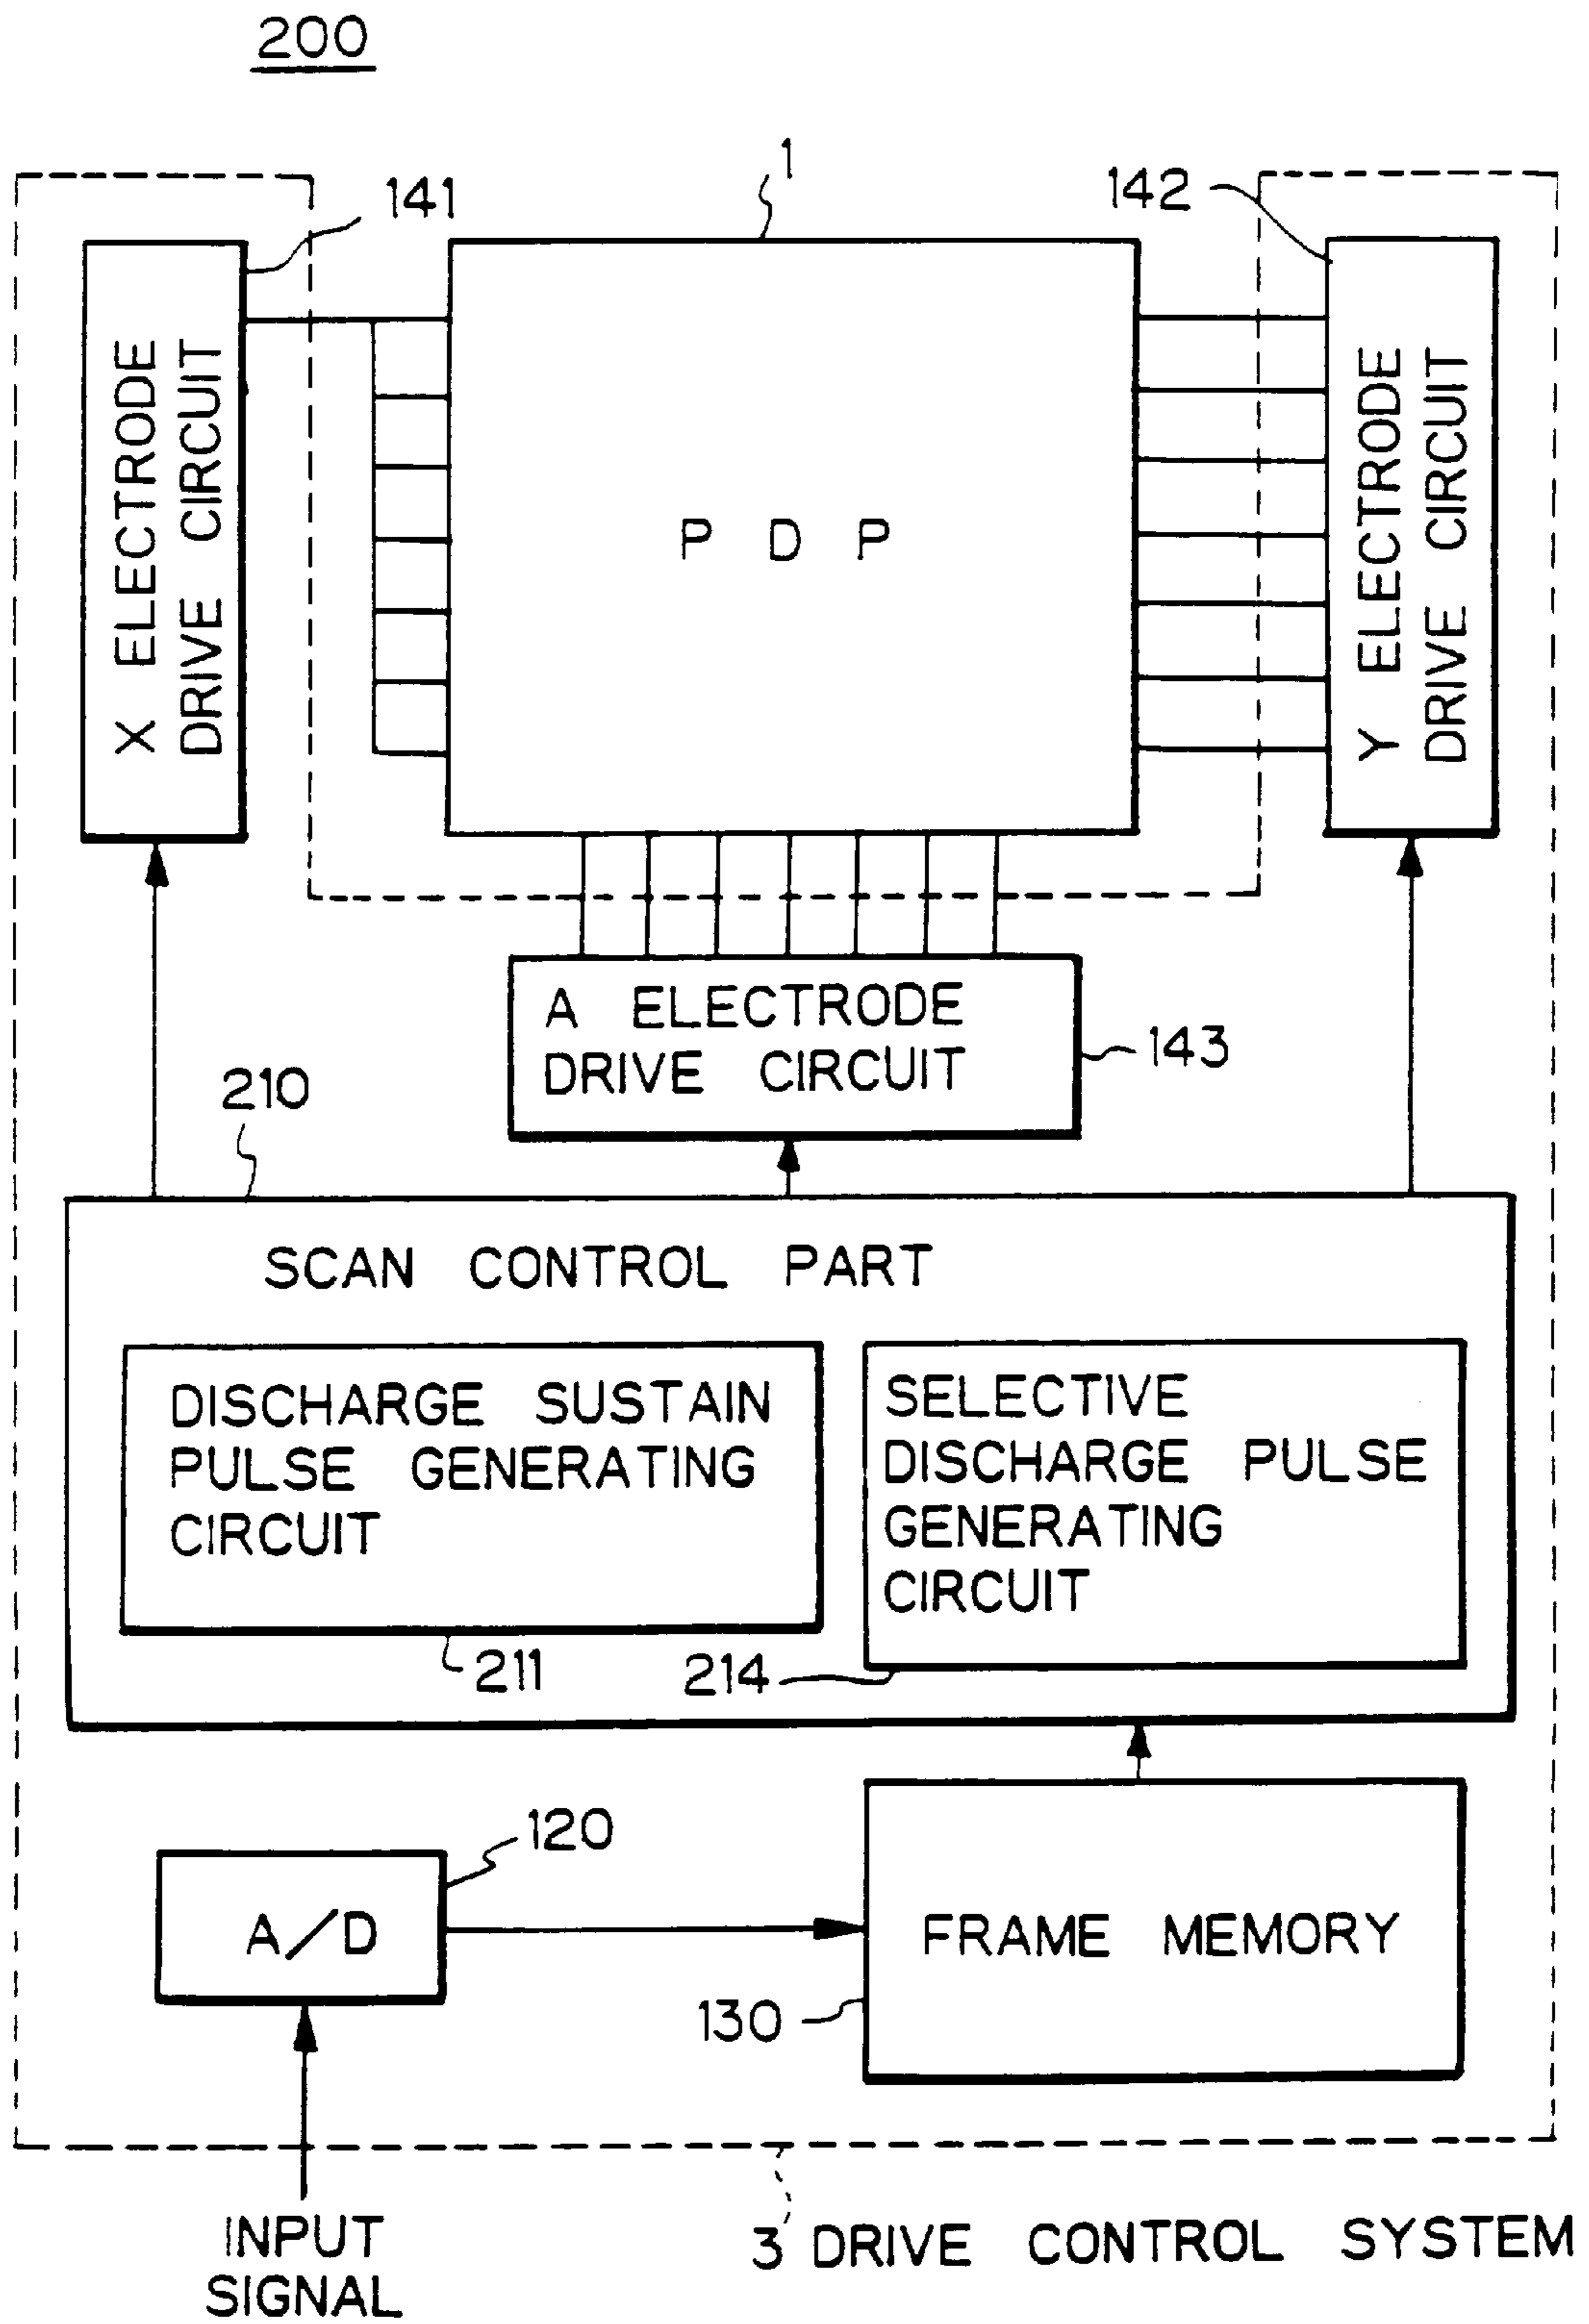 200
1
141
142
X ELECTRODE
DRIVE CIRCUIT
P D P
Y ELECTRODE
DRIVE CIRCUIT
A ELECTRODE
DRIVE CIRCUIT
143
210
SCAN CONTROL PART
DISCHARGE SUSTAIN
PULSE GENERATING
CIRCUIT
211
SELECTIVE
DISCHARGE PULSE
GENERATING
CIRCUIT
214
120
A/D
FRAME MEMORY
130
INPUT
SIGNAL
3 DRIVE CONTROL SYSTEM